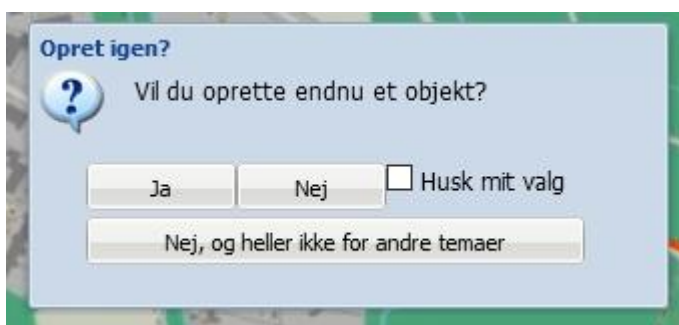 Opret igen?
Vil du oprette endnu et objekt?
Ja Nej Husk mit valg
Nej, og heller ikke for andre temaer